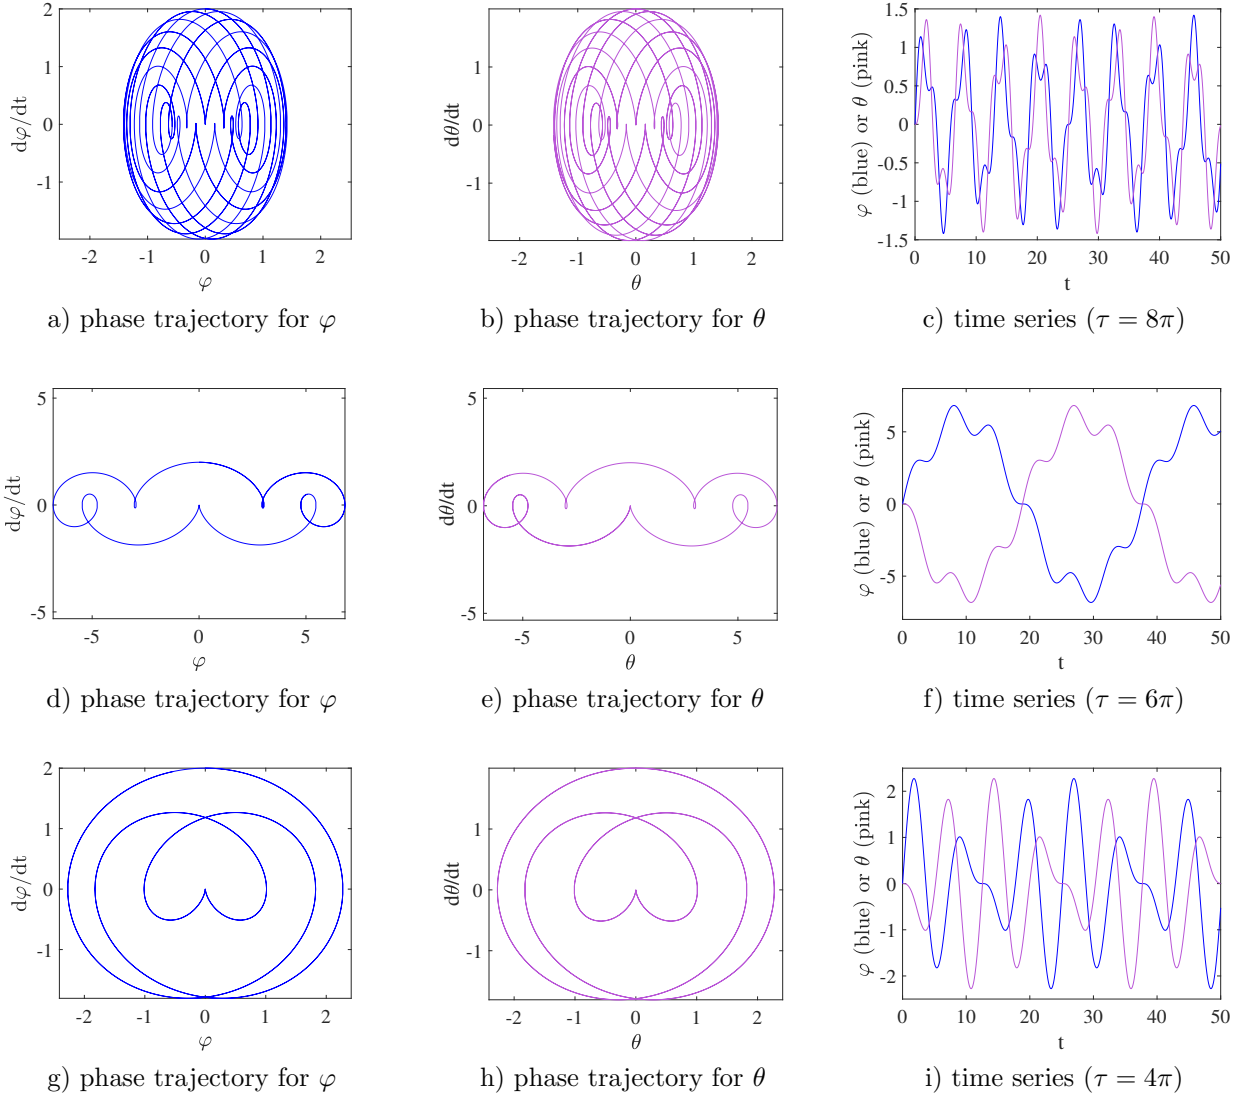 2
1
0
-1
dφ/dt
-2 -1 0 1 2
φ
a) phase trajectory for φ
2
1
0
-1
dθ/dt
-2 -1 0 1 2
θ
b) phase trajectory for θ
1.5
1
0.5
0
-0.5
-1
-1.5
φ (blue) or θ (pink)
0 10 20 30 40 50
t
c) time series (τ = 8π)
5
0
-5
dφ/dt
-5 0 5
φ
d) phase trajectory for φ
5
0
-5
dθ/dt
-5 0 5
θ
e) phase trajectory for θ
5
0
-5
φ (blue) or θ (pink)
0 10 20 30 40 50
t
f) time series (τ = 6π)
2
1
0
-1
dφ/dt
-2 -1 0 1 2
φ
g) phase trajectory for φ
2
1
0
-1
dθ/dt
-2 -1 0 1 2
θ
h) phase trajectory for θ
2
1
0
-1
-2
φ (blue) or θ (pink)
0 10 20 30 40 50
t
i) time series (τ = 4π)